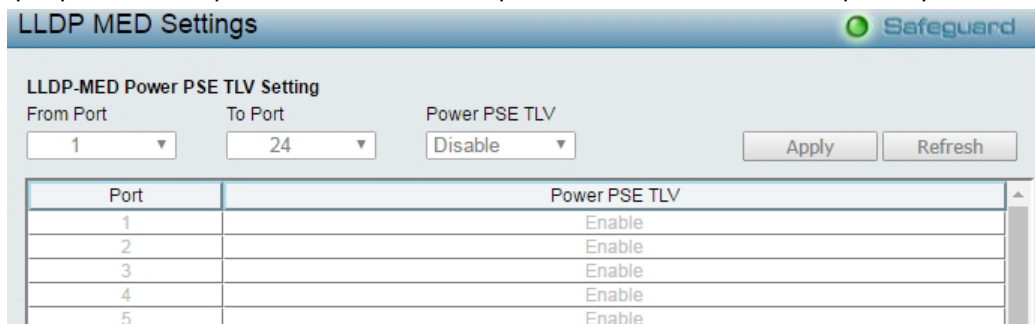 LLDP MED Settings Safeguard
LLDP-MED Power PSE TLV Setting
From Port To Port Power PSE TLV
1 24 Disable Apply Refresh
Port Power PSE TLV
1 Enable
2 Enable
3 Enable
4 Enable
5 Enable